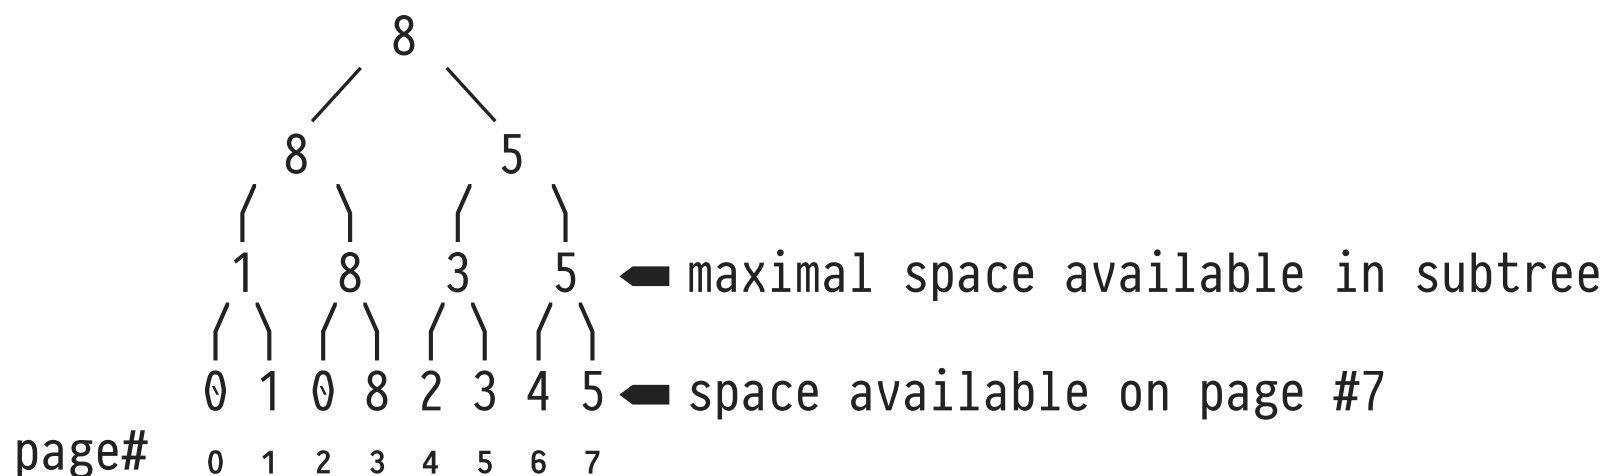 8
8 5
1 8 3 5 maximal space available in subtree
0 1 0 8 2 3 4 5 space available on page #7
page# 0 1 2 3 4 5 6 7